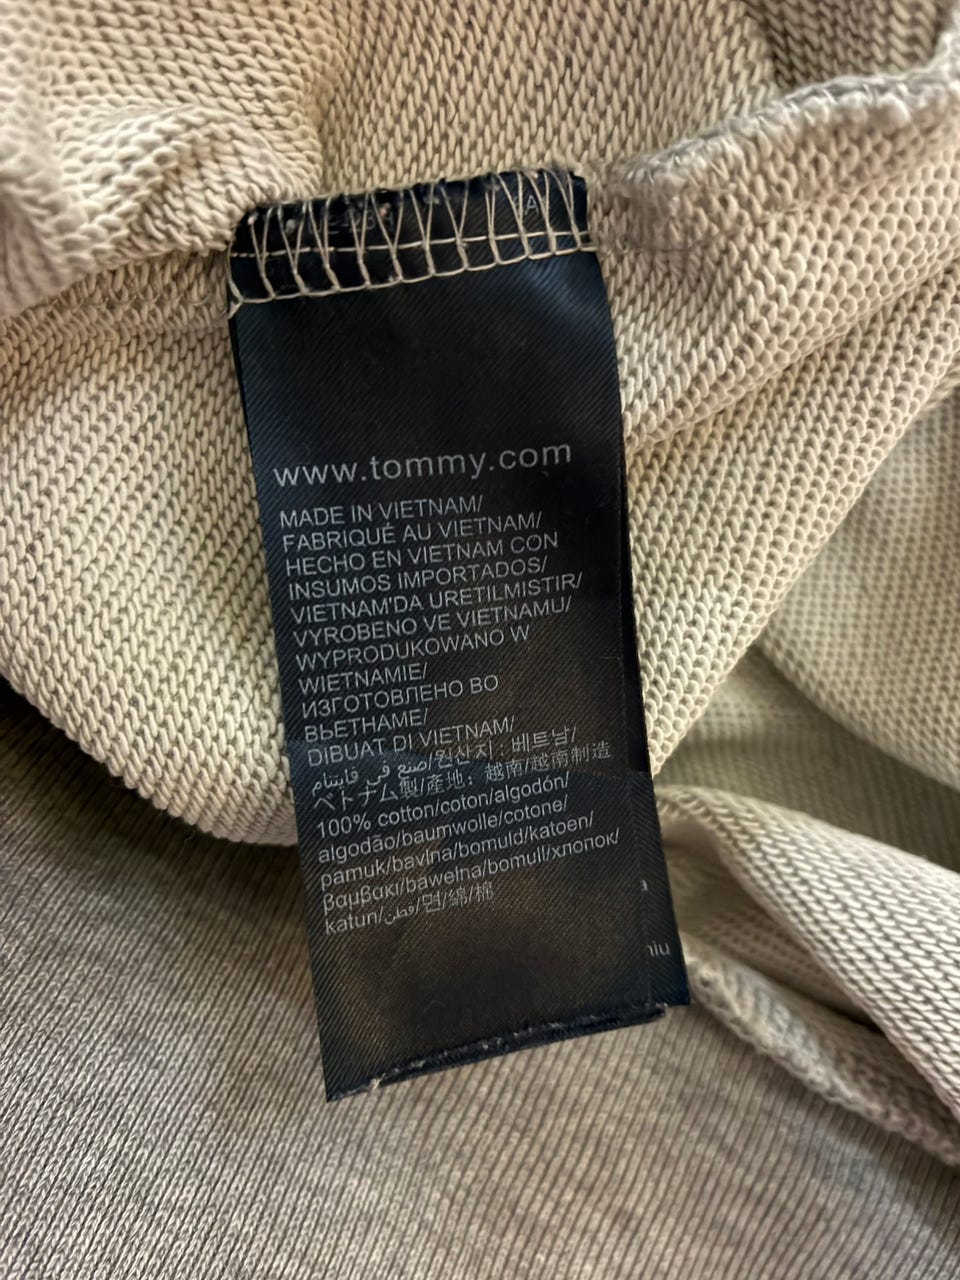 www.tommy.com
MADE IN VIETNAM/
FABRIQUÉ AU VIETNAM/
HECHO EN VIETNAM CON
INSUMOS IMPORTADOS/
VIETNAM'DA URETILMISTIR/
VYROBENO VE VIETNAMU/
WYPRODUKOWANO W
WIETNAMIE/
ИЗГОТОВЛЕНО ВО
ВЬЕТНАМЕ/
DIBUAT DI VIETNAM/
صنع في فايتنام/원산지 : 베트남/
ベトナム製/產地：越南/越南制造
100% cotton/coton/algodón/
algodão/baumwolle/cotone/
pamuk/bavlna/bomuld/katoen/
βαμβακι/bawełna/bomull/хлопок/
katun/قطن/면/綿/棉